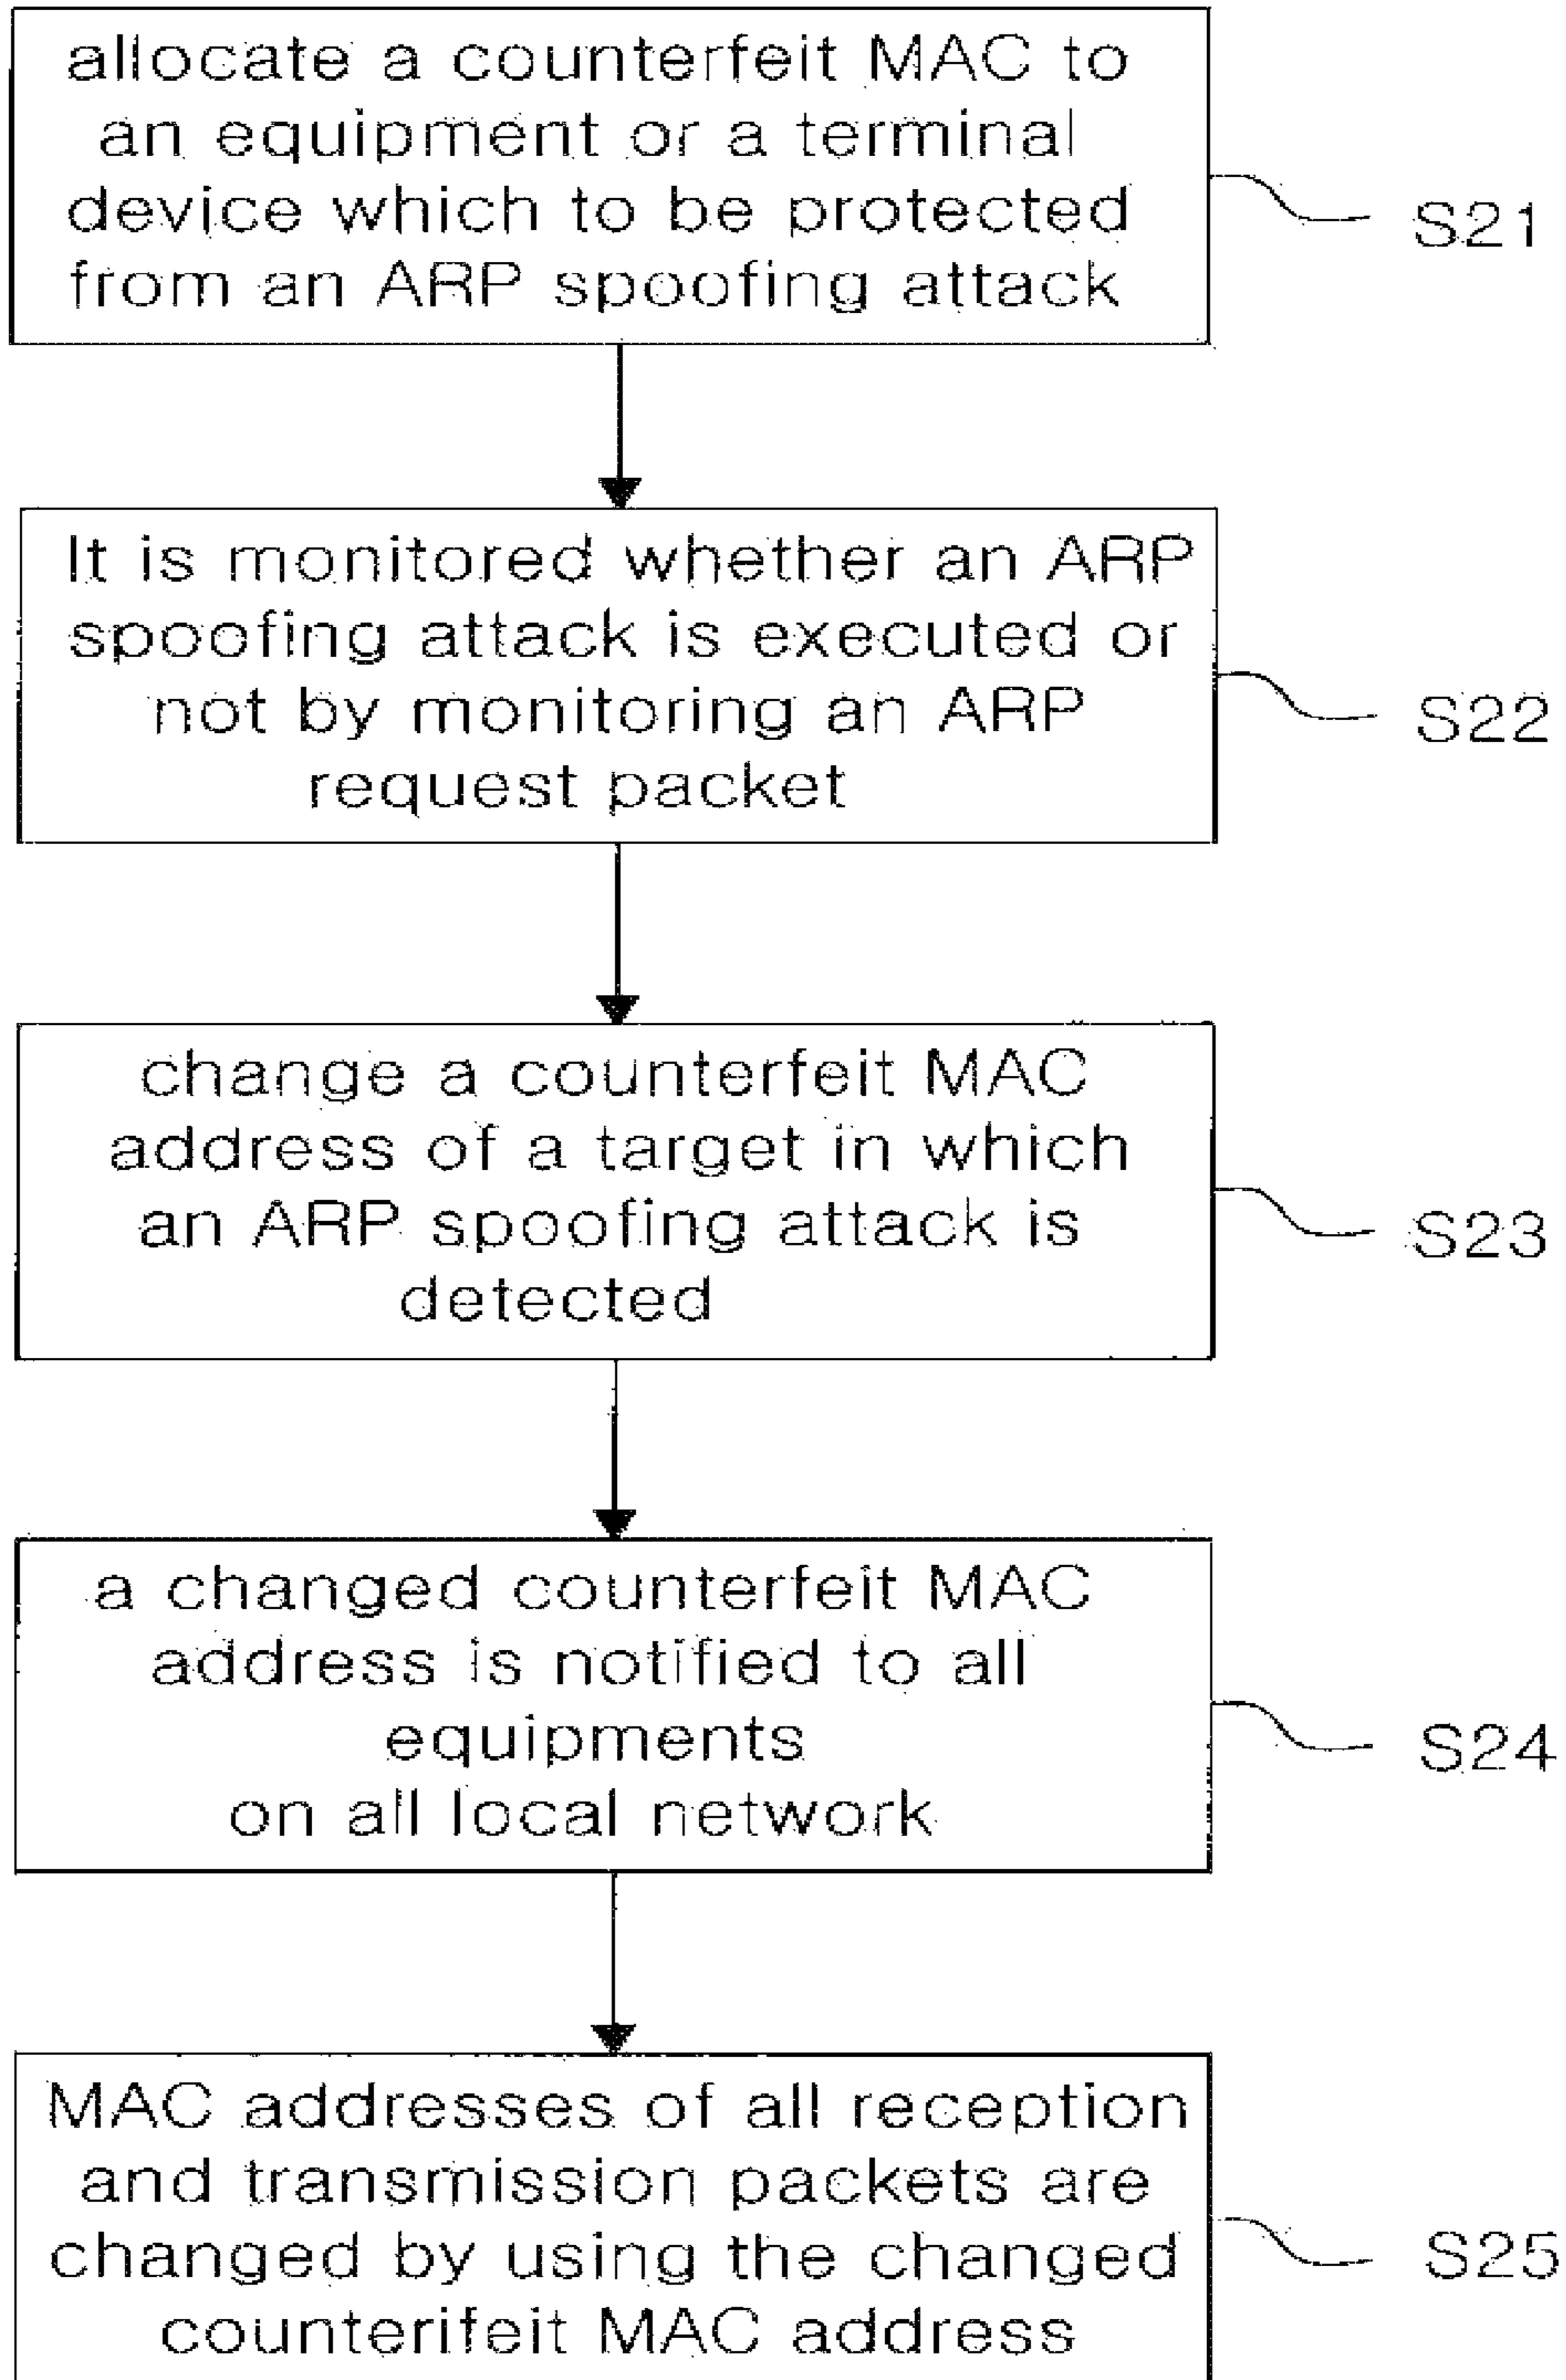 allocate a counterfeit MAC to
an equipment or a terminal
device which to be protected
from an ARP spoofing attack
S21
It is monitored whether an ARP
spoofing attack is executed or
not by monitoring an ARP
request packet
S22
change a counterfeit MAC
address of a target in which
an ARP spoofing attack is
detected
S23
a changed counterfeit MAC
address is notified to all
equipments
on all local network
S24
MAC addresses of all reception
and transmission packets are
changed by using the changed
counterifeit MAC address
S25